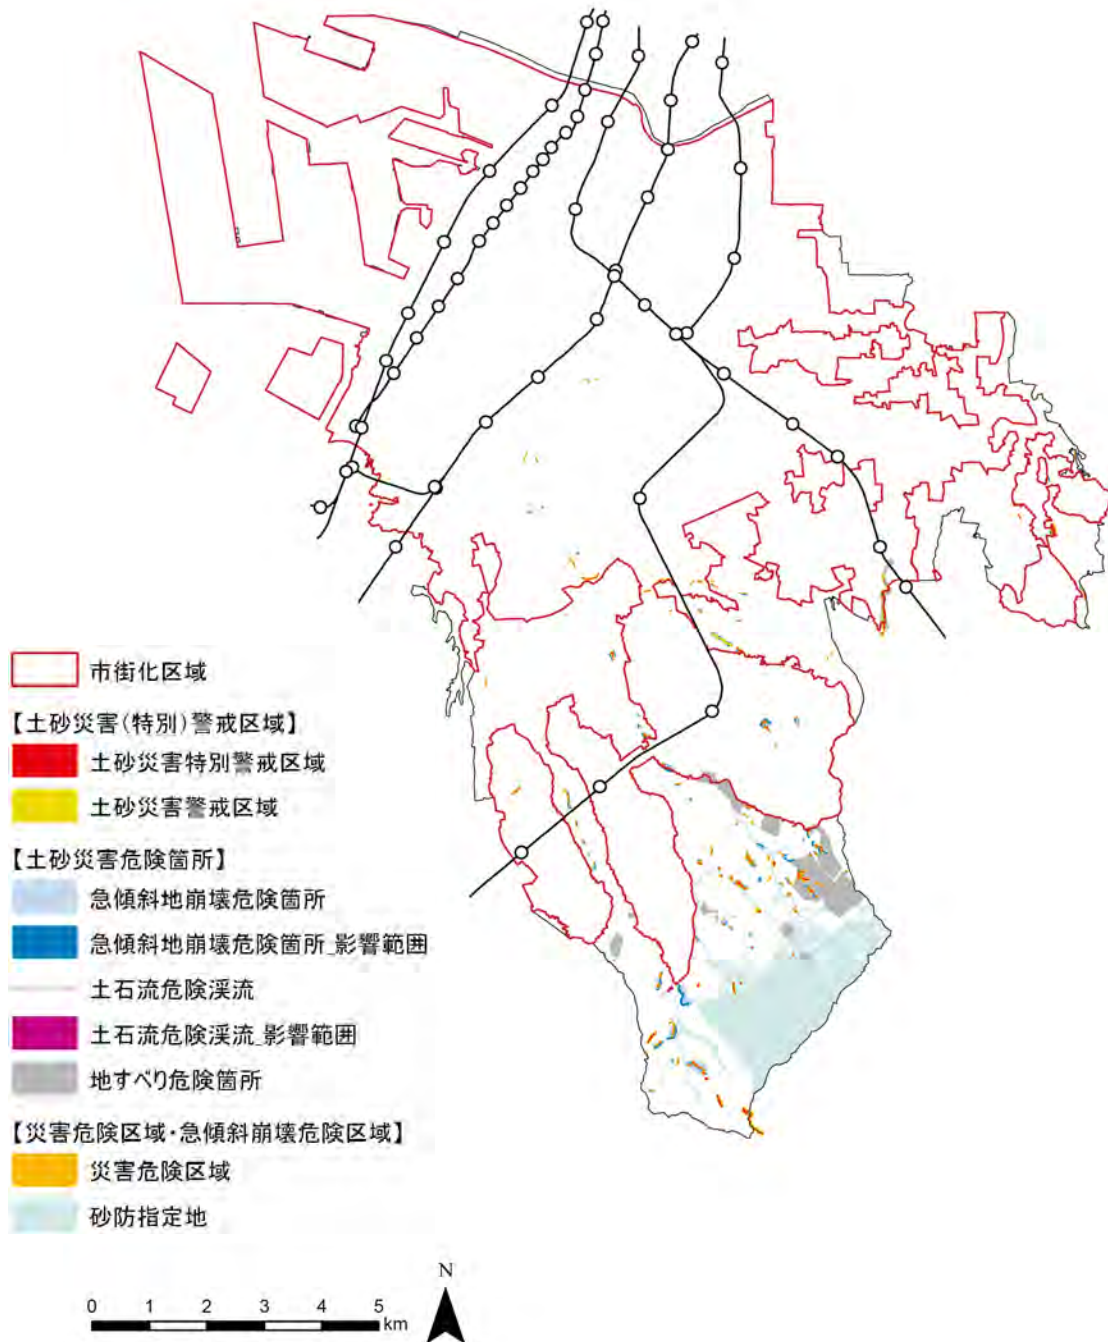 市街化区域
【土砂災害(特別)警戒区域】
土砂災害特別警戒区域
土砂災害警戒区域
【土砂災害危険箇所】
急傾斜地崩壊危険箇所
急傾斜地崩壊危険箇所_影響範囲
土石流危険渓流
土石流危険渓流_影響範囲
地すべり危険箇所
【災害危険区域・急傾斜崩壊危険区域】
災害危険区域
砂防指定地
N
0 1 2 3 4 5
km